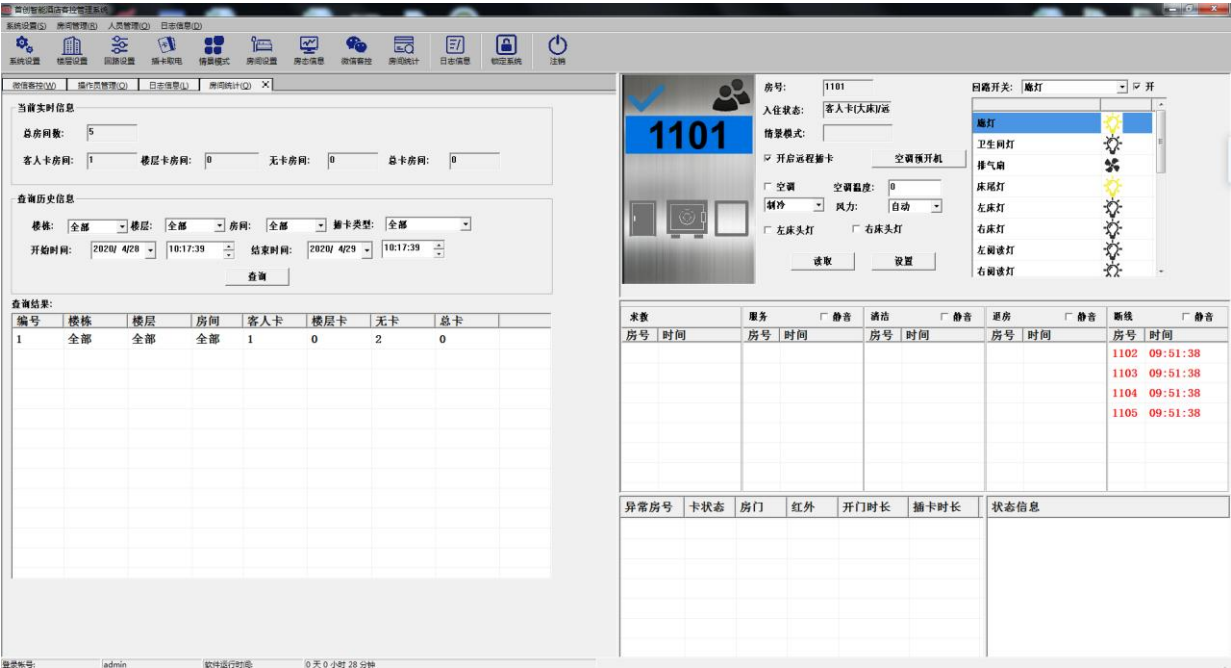 首创智能酒店客控管理系统
系统设置(S) 房间管理(R) 人员管理(O) 日志信息(D)
系统设置 楼层设置 回路设置 插卡取电 情景模式 房间设置 房态信息 微信客控 房间统计 日志信息 锁定系统 注销
微信客控(W) 操作员管理(O) 日志信息(L) 房间统计(O) X
当前实时信息
总房间数: 5
客人卡房间: 1 楼层卡房间: 0 无卡房间: 0 总卡房间: 0
查询历史信息
楼栋: 全部 楼层: 全部 房间: 全部 插卡类型: 全部
开始时间: 2020/ 4/28 10:17:39 结束时间: 2020/ 4/29 10:17:39
查询
查询结果:
编号 楼栋 楼层 房间 客人卡 楼层卡 无卡 总卡
1 全部 全部 全部 1 0 2 0
1101
房号: 1101
入住状态: 客人卡[大床]/远
情景模式:
开启远程插卡 空调预开机
空调 空调温度: 0
制冷 风力: 自动
左床头灯 右床头灯
读取 设置
回路开关: 廊灯 开
廊灯
卫生间灯
排气扇
床尾灯
左床灯
右床灯
左阅读灯
右阅读灯
求救 服务 静音 清洁 静音 退房 静音 断线 静音
房号 时间 房号 时间 房号 时间 房号 时间 房号 时间
1102 09:51:38
1103 09:51:38
1104 09:51:38
1105 09:51:38
异常房号 卡状态 房门 红外 开门时长 插卡时长 状态信息
登录帐号: admin 软件运行时间: 0 天 0 小时 28 分钟